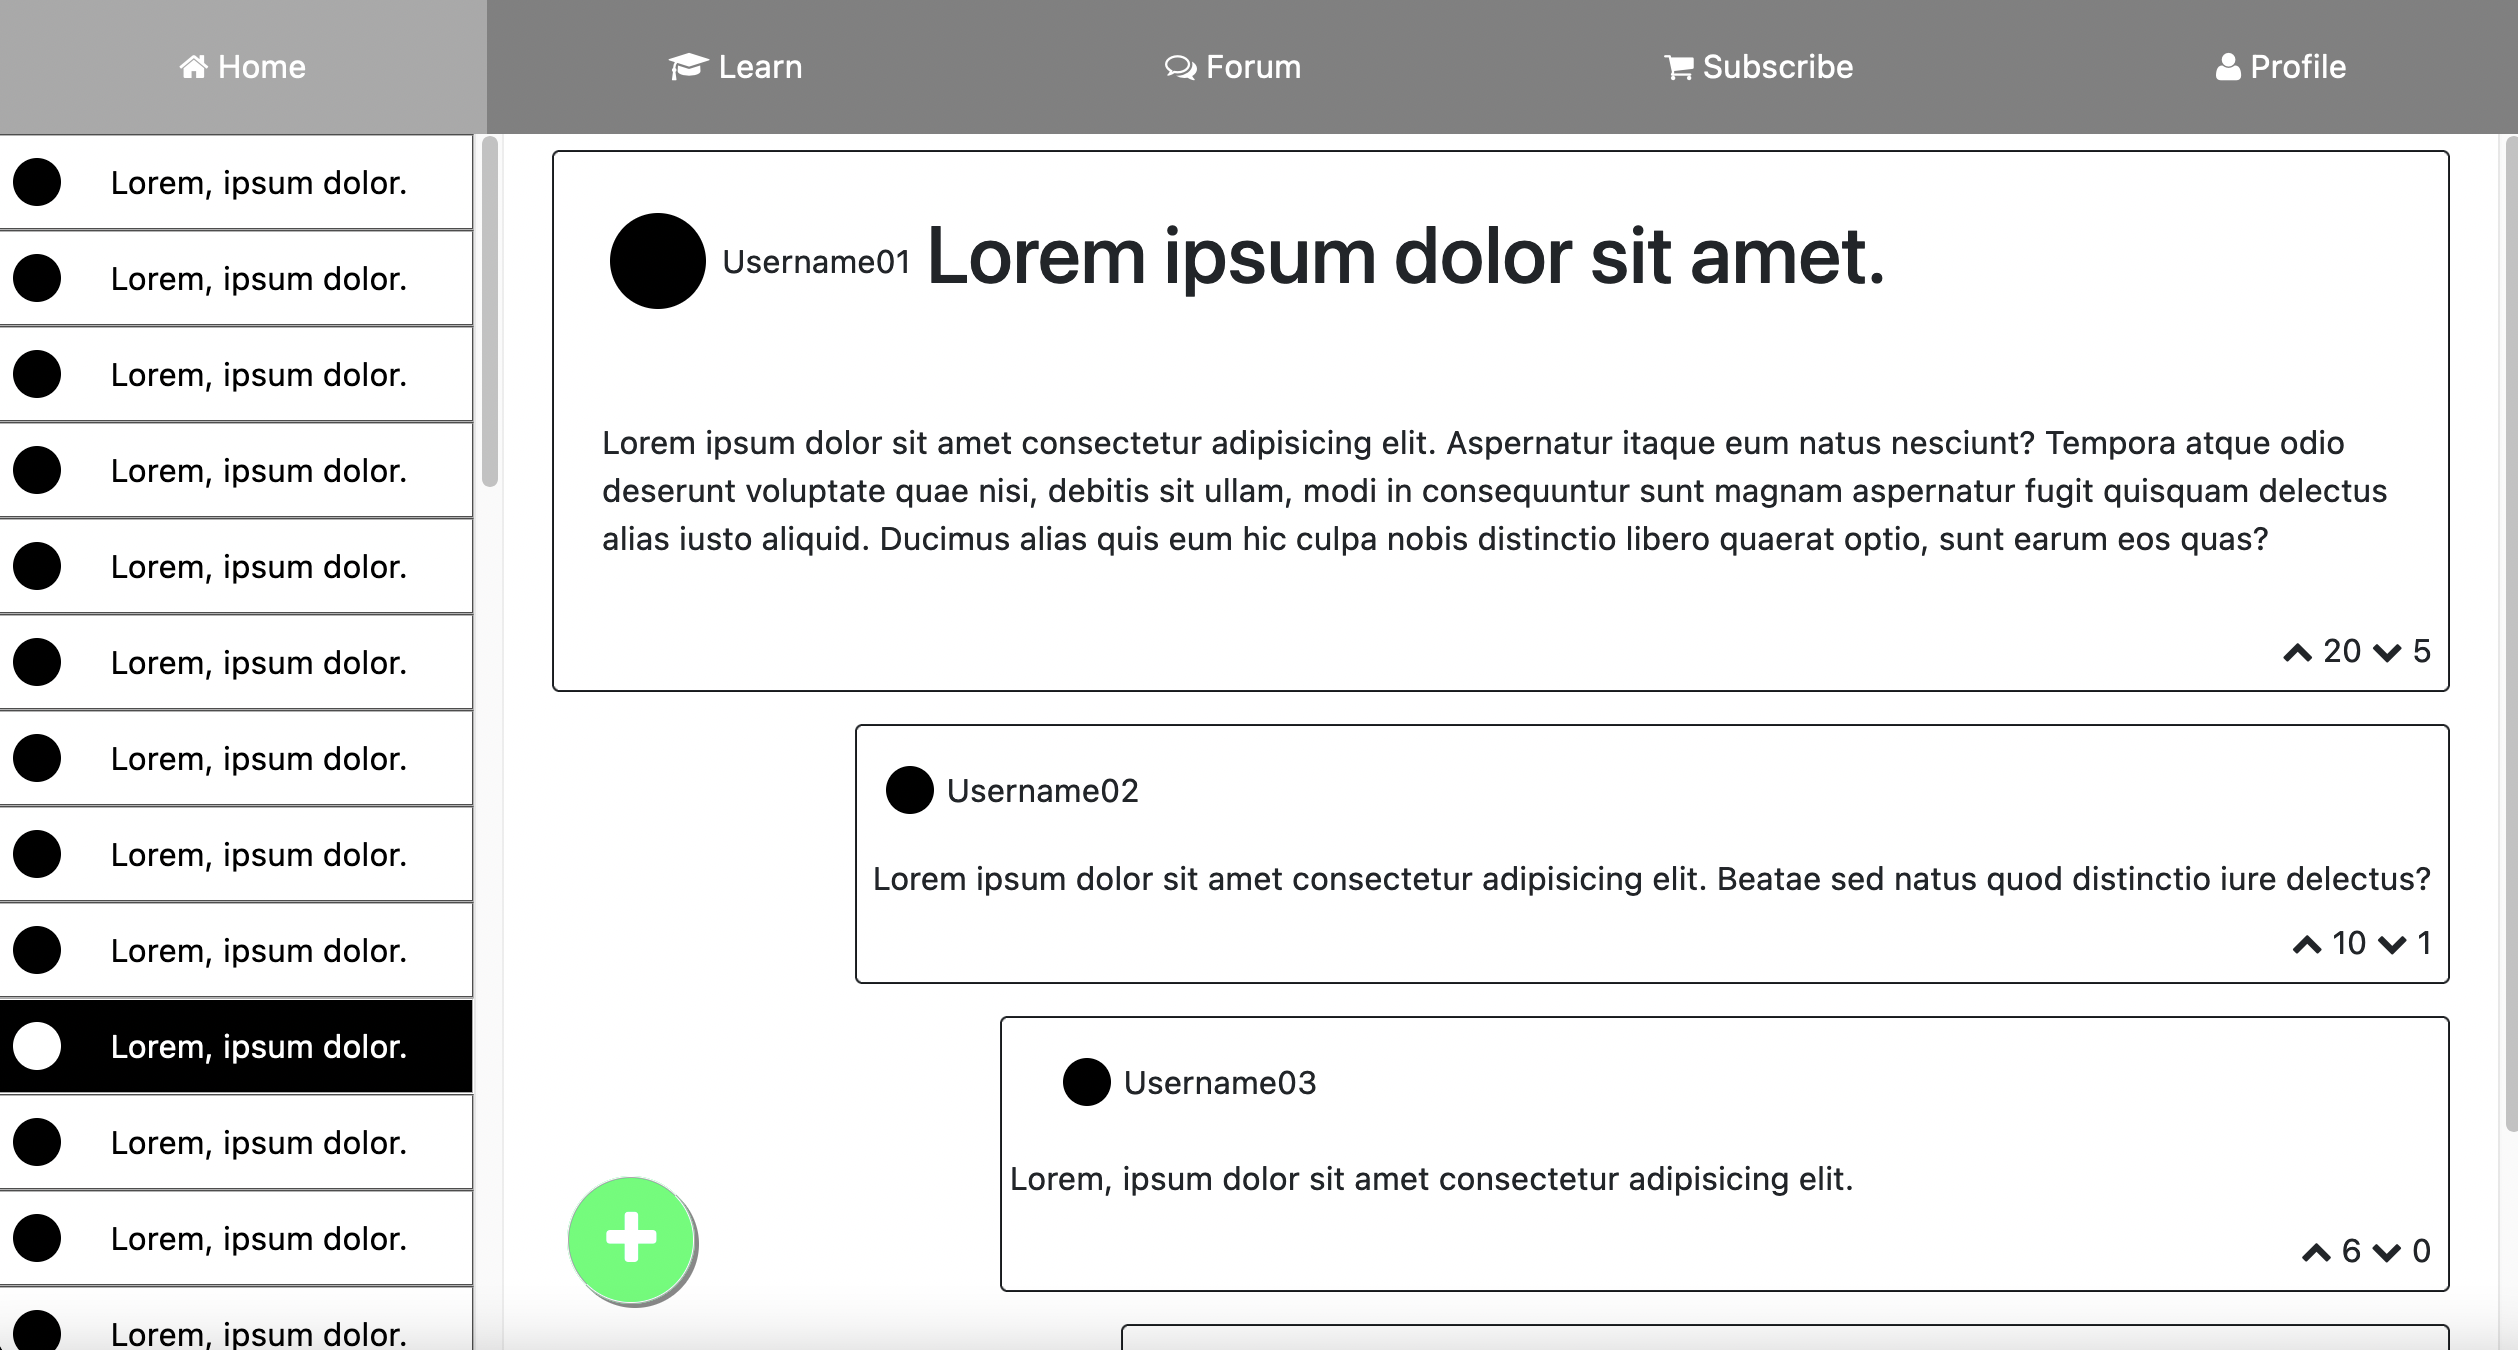 Home Learn Forum Subscribe Profile
Lorem, ipsum dolor.
Lorem, ipsum dolor.
Lorem, ipsum dolor.
Lorem, ipsum dolor.
Lorem, ipsum dolor.
Lorem, ipsum dolor.
Lorem, ipsum dolor.
Lorem, ipsum dolor.
Lorem, ipsum dolor.
Lorem, ipsum dolor.
Lorem, ipsum dolor.
Lorem, ipsum dolor.
Lorem, ipsum dolor.
Username01 Lorem ipsum dolor sit amet.
Lorem ipsum dolor sit amet consectetur adipisicing elit. Aspernatur itaque eum natus nesciunt? Tempora atque odio
deserunt voluptate quae nisi, debitis sit ullam, modi in consequuntur sunt magnam aspernatur fugit quisquam delectus
alias iusto aliquid. Ducimus alias quis eum hic culpa nobis distinctio libero quaerat optio, sunt earum eos quas?
20 5
Username02
Lorem ipsum dolor sit amet consectetur adipisicing elit. Beatae sed natus quod distinctio iure delectus?
10 1
Username03
Lorem, ipsum dolor sit amet consectetur adipisicing elit.
6 0